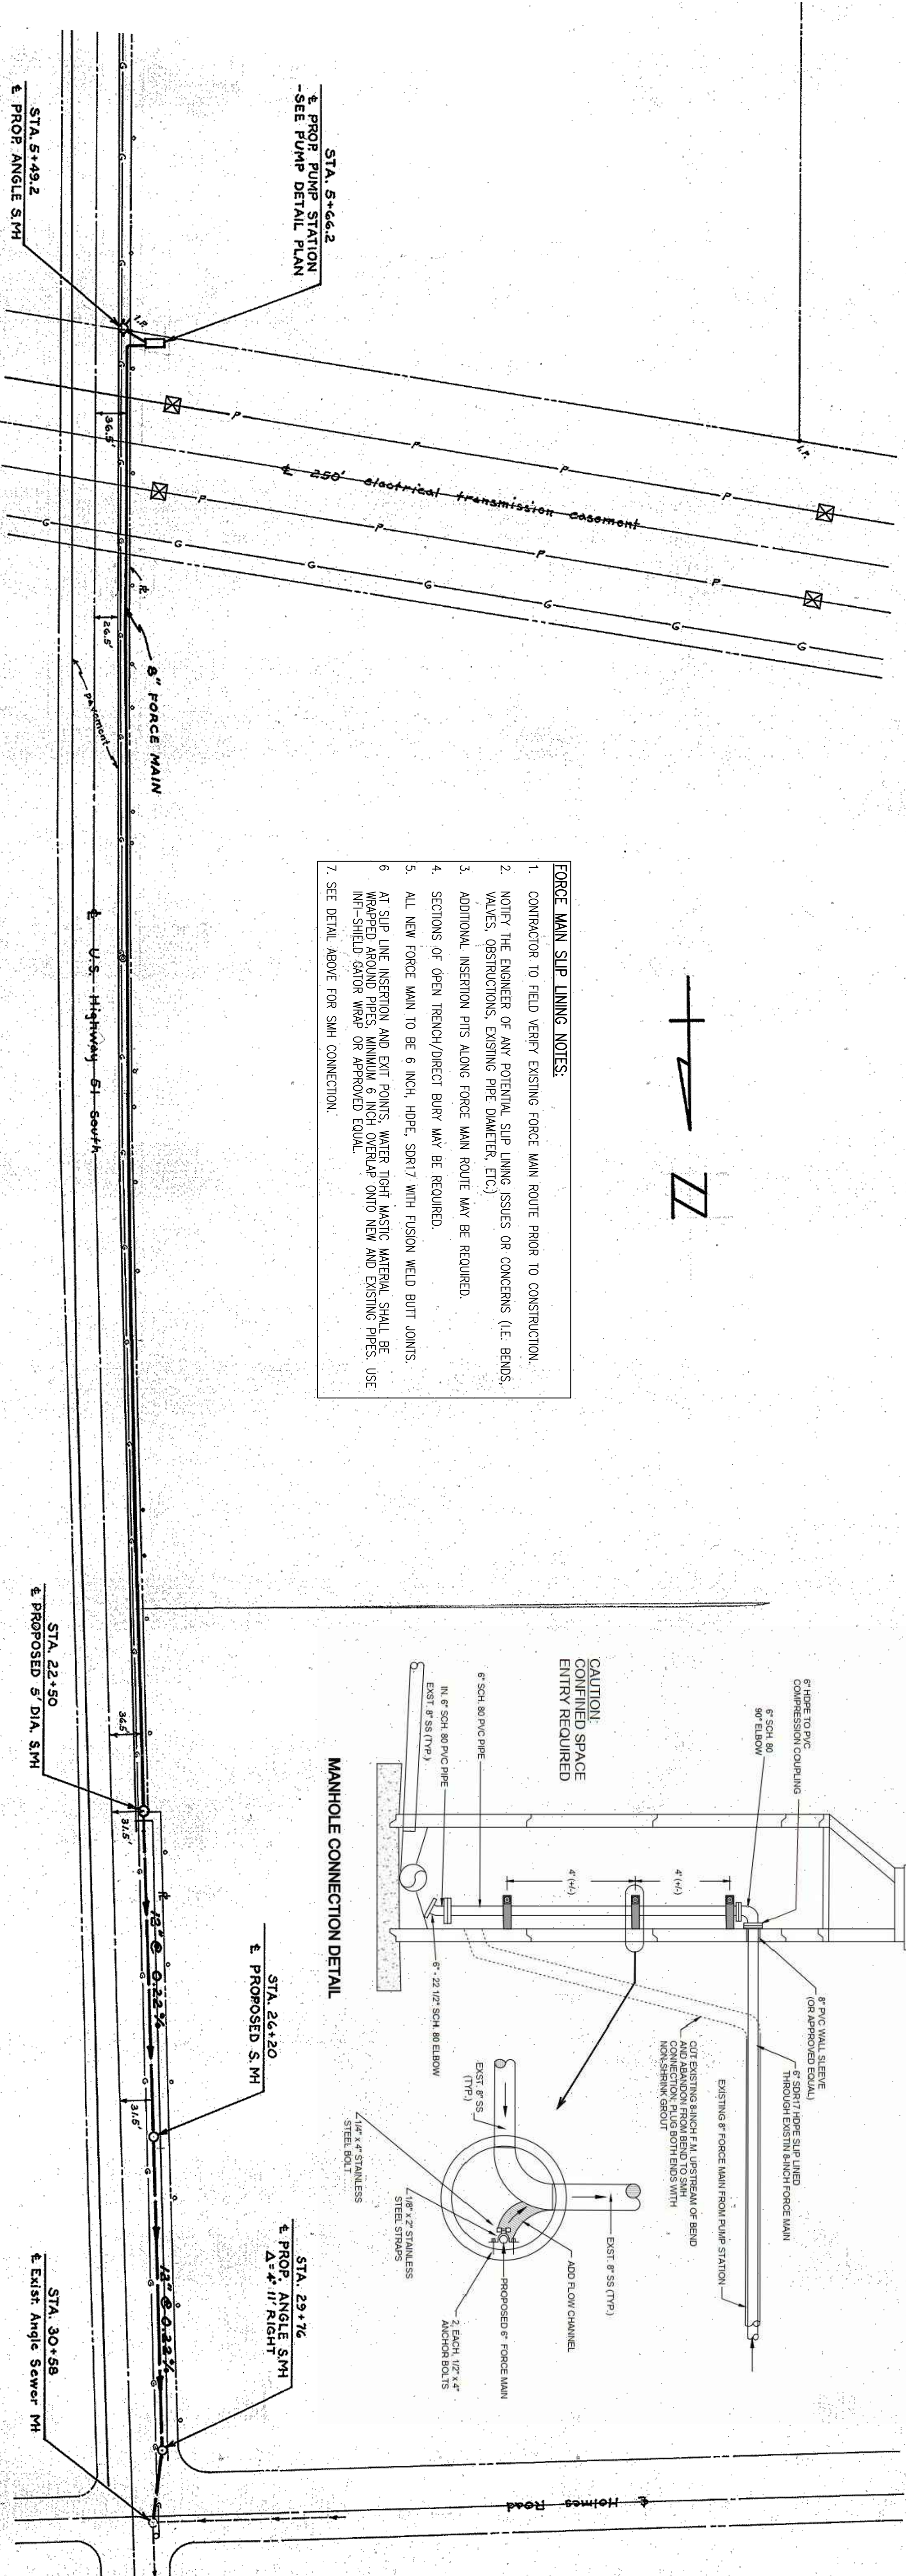 STA. 5+66.2
℄ PROP. PUMP STATION
-SEE PUMP DETAIL PLAN
STA. 5+49.2
℄ PROP. ANGLE S.MH
I.P.
I.P.
36.5'
P
P
P
P
P
P
℄ 250' electrical transmission easement
G
G
G
G
G
G
G
26.5'
℄ 
8" FORCE MAIN
pavement
℄ U.S. Highway 51 South
FORCE MAIN SLIP LINING NOTES:
1. CONTRACTOR TO FIELD VERIFY EXISTING FORCE MAIN ROUTE PRIOR TO CONSTRUCTION.
2. NOTIFY THE ENGINEER OF ANY POTENTIAL SLIP LINING ISSUES OR CONCERNS (I.E. BENDS,
VALVES, OBSTRUCTIONS, EXISTING PIPE DIAMETER, ETC.)
3. ADDITIONAL INSERTION PITS ALONG FORCE MAIN ROUTE MAY BE REQUIRED.
4. SECTIONS OF OPEN TRENCH/DIRECT BURY MAY BE REQUIRED.
5. ALL NEW FORCE MAIN TO BE 6 INCH, HDPE, SDR17 WITH FUSION WELD BUTT JOINTS.
6 AT SLIP LINE INSERTION AND EXIT POINTS, WATER TIGHT MASTIC MATERIAL SHALL BE
WRAPPED AROUND PIPES, MINIMUM 6 INCH OVERLAP ONTO NEW AND EXISTING PIPES. USE
INFI-SHIELD GATOR WRAP OR APPROVED EQUAL.
7. SEE DETAIL ABOVE FOR SMH CONNECTION.
CAUTION:
CONFINED SPACE
ENTRY REQUIRED
6" HDPE TO PVC
COMPRESSION COUPLING
6" SCH. 80
90° ELBOW
6" SCH. 80 PVC PIPE
IN. 6" SCH. 80 PVC PIPE
EXST. 8" SS (TYP.)
4' (+/-)
4' (+/-)
8" PVC WALL SLEEVE
(OR APPROVED EQUAL)
6" SDR17 HDPE SLIP LINED
THROUGH EXISTIN 8-INCH FORCE MAIN
EXISTING 8" FORCE MAIN FROM PUMP STATION
CUT EXISTING 8-INCH F.M. UPSTREAM OF BEND
AND ABANDON FROM BEND TO SMH
CONNECTION; PLUG BOTH ENDS WITH
NON-SHRINK GROUT
6" - 22 1/2° SCH. 80 ELBOW
EXST. 8" SS
(TYP.)
EXST. 8" SS (TYP.)
ADD FLOW CHANNEL
PROPOSED 6" FORCE MAIN
2, EACH, 1/2" x 4"
ANCHOR BOLTS
1/8" x 2" STAINLESS
STEEL STRAPS
1/4" x 4" STAINLESS
STEEL BOLT
MANHOLE CONNECTION DETAIL
STA. 22+50
℄ PROPOSED 5' DIA. S.MH
36.5'
31.5'
12" @ 0.22%
STA. 26+20
℄ PROPOSED S.MH
31.5'
12" @ 0.22%
STA. 29+76
℄ PROP. ANGLE S.MH
Δ=4° 11' RIGHT
STA. 30+58
℄ Exist. Angle Sewer MH
℄ Holmes Road